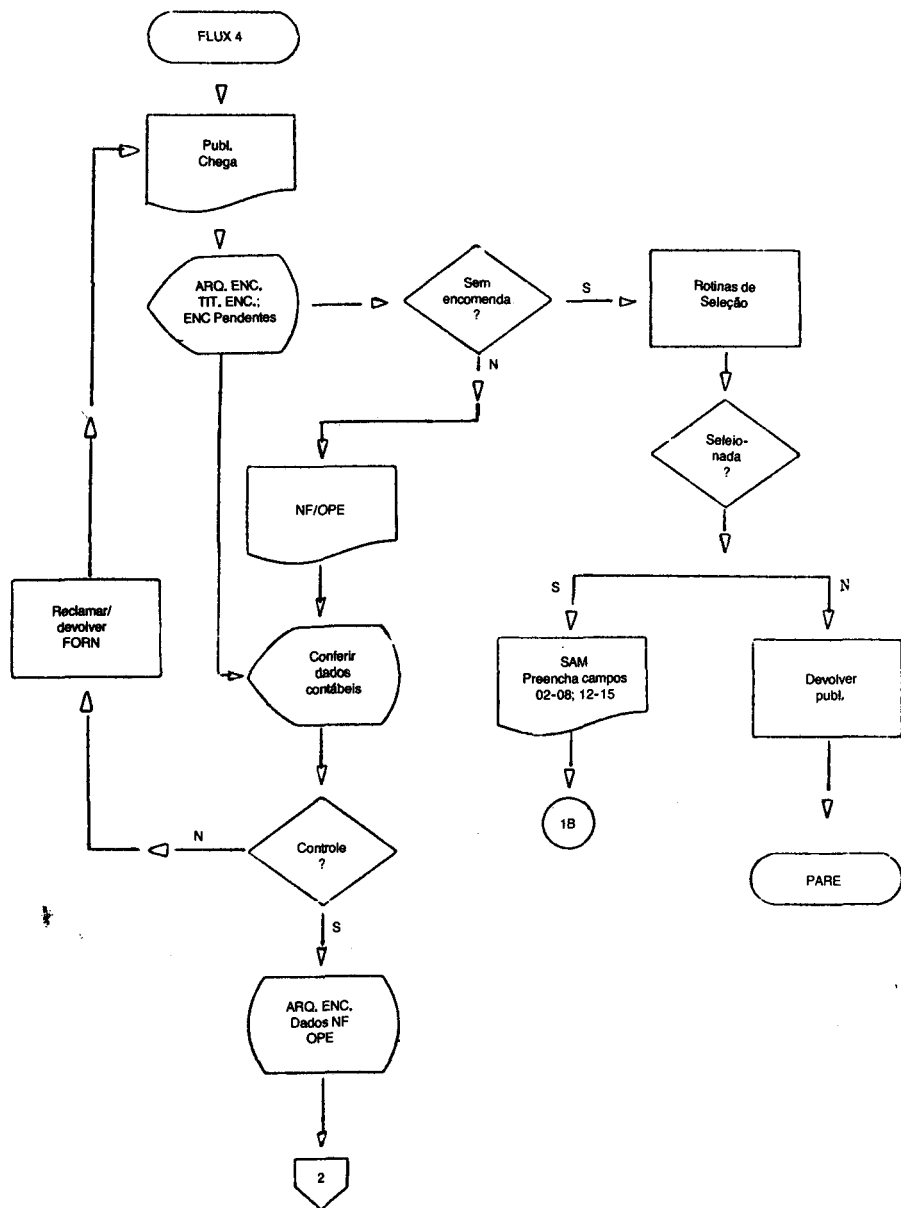 FLUX 4
Publ.
Chega
ARQ. ENC.
TIT. ENC.;
ENC Pendentes
Sem
encomenda
?
S
Rotinas de
Seleção
N
Seleio-
nada
?
NF/OPE
S
N
Reclamar/
devolver
FORN
Conferir
dados
contábeis
SAM
Preencha campos
02-08; 12-15
Devolver
publ.
1B
N
Controle
?
PARE
S
ARQ. ENC.
Dados NF
OPE
2